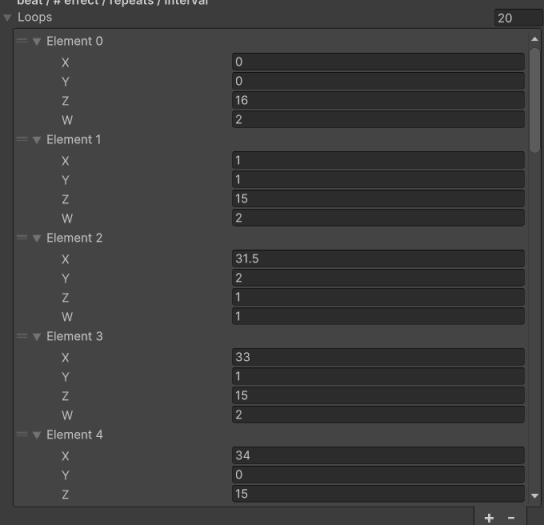 beat / # effect / repeats / interval
Loops 20
Element 0
X 0
Y 0
Z 16
W 2
Element 1
X 1
Y 1
Z 15
W 2
Element 2
X 31.5
Y 2
Z 1
W 1
Element 3
X 33
Y 1
Z 15
W 2
Element 4
X 34
Y 0
Z 15
+ -